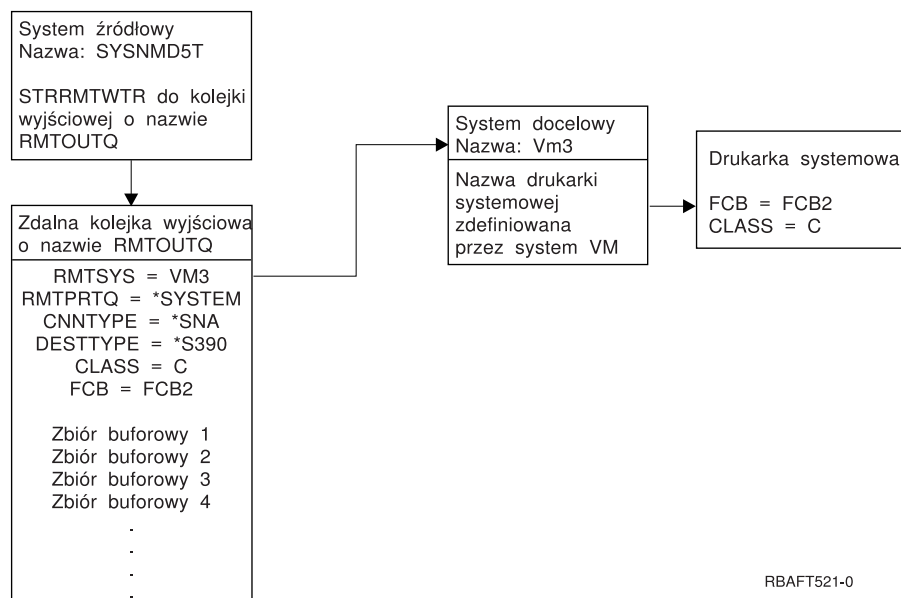 System źródłowy
Nazwa: SYSNMD5T
STRRMTWTR do kolejki
wyjściowej o nazwie
RMTOUTQ
Zdalna kolejka wyjściowa
o nazwie RMTOUTQ
RMTSYS = VM3
RMTPRTQ = *SYSTEM
CNNTYPE = *SNA
DESTTYPE = *S390
CLASS = C
FCB = FCB2
Zbiór buforowy 1
Zbiór buforowy 2
Zbiór buforowy 3
Zbiór buforowy 4
.
.
.
.
System docelowy
Nazwa: Vm3
Nazwa drukarki
systemowej
zdefiniowana
przez system VM
Drukarka systemowa
FCB = FCB2
CLASS = C
RBAFT521-0